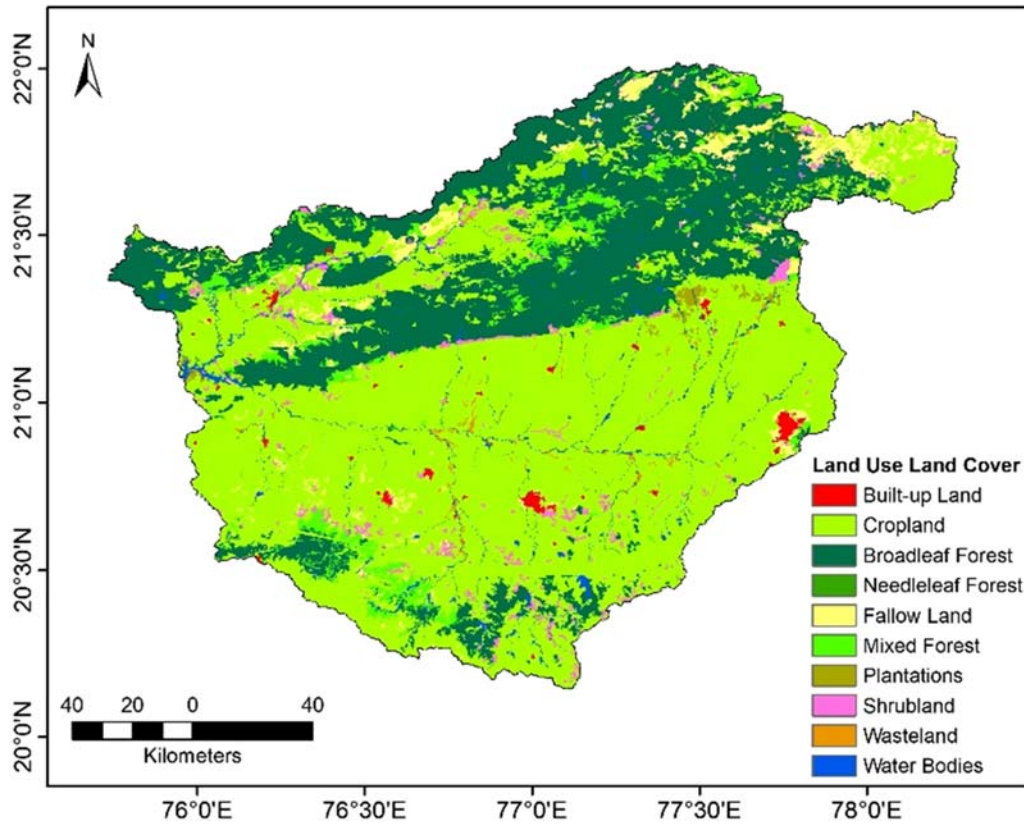 N
22°0'N
21°30'N
21°0'N
20°30'N
20°0'N
Land Use Land Cover
Built-up Land
Cropland
Broadleaf Forest
Needleleaf Forest
Fallow Land
Mixed Forest
Plantations
Shrubland
Wasteland
Water Bodies
40 20 0 40
Kilometers
76°0'E 76°30'E 77°0'E 77°30'E 78°0'E